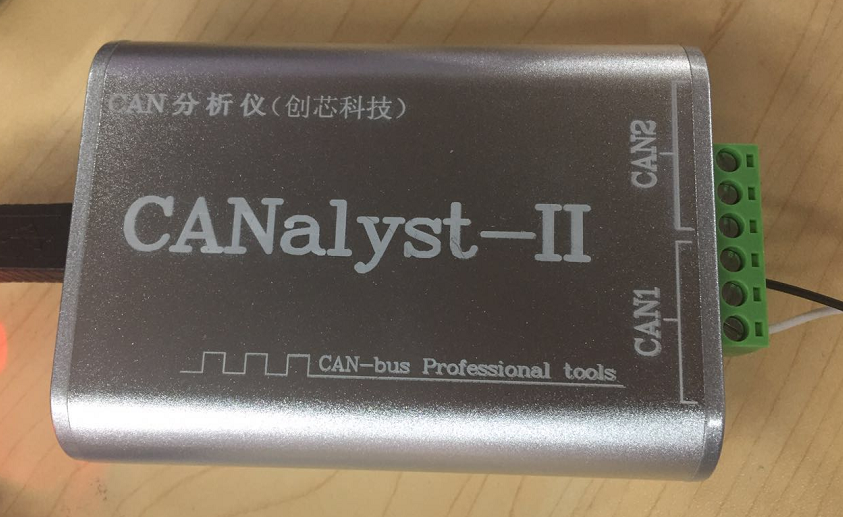 CAN分析仪(创芯科技)
CANalyst-II
CAN-bus Professional tools
CAN2
CAN1